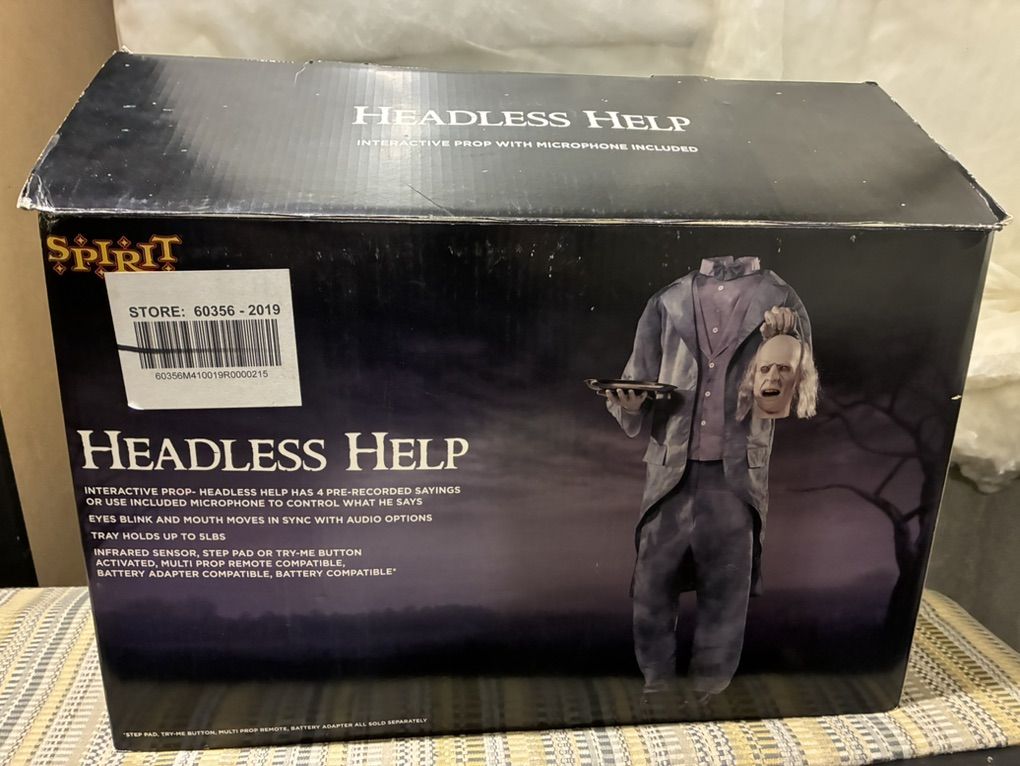 HEADLESS HELP
INTERACTIVE PROP WITH MICROPHONE INCLUDED
SPIRIT
STORE: 60356 - 2019
60356M410019R0000215
HEADLESS HELP
INTERACTIVE PROP- HEADLESS HELP HAS 4 PRE-RECORDED SAYINGS
OR USE INCLUDED MICROPHONE TO CONTROL WHAT HE SAYS
EYES BLINK AND MOUTH MOVES IN SYNC WITH AUDIO OPTIONS
TRAY HOLDS UP TO 5LBS
INFRARED SENSOR, STEP PAD OR TRY-ME BUTTON
ACTIVATED, MULTI PROP REMOTE COMPATIBLE,
BATTERY ADAPTER COMPATIBLE, BATTERY COMPATIBLE*
*STEP PAD, TRY-ME BUTTON, MULTI PROP REMOTE, BATTERY ADAPTER ALL SOLD SEPARATELY